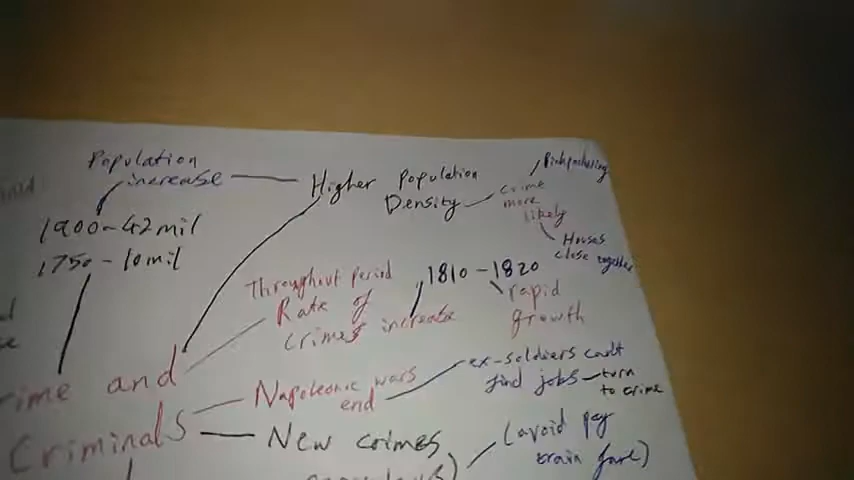 Population
increase
Higher Population
Density
Pickpocketing
crime
more
likely
Houses
close together
1900-42mil
1750-10mil
Throughout period
Rate of
crimes increase
1810-1820
rapid
growth
Crime and
Criminals
Napoleonic wars
end
ex-soldiers can't
find jobs - turn
to crime
New crimes
(avoid pay
train fare)